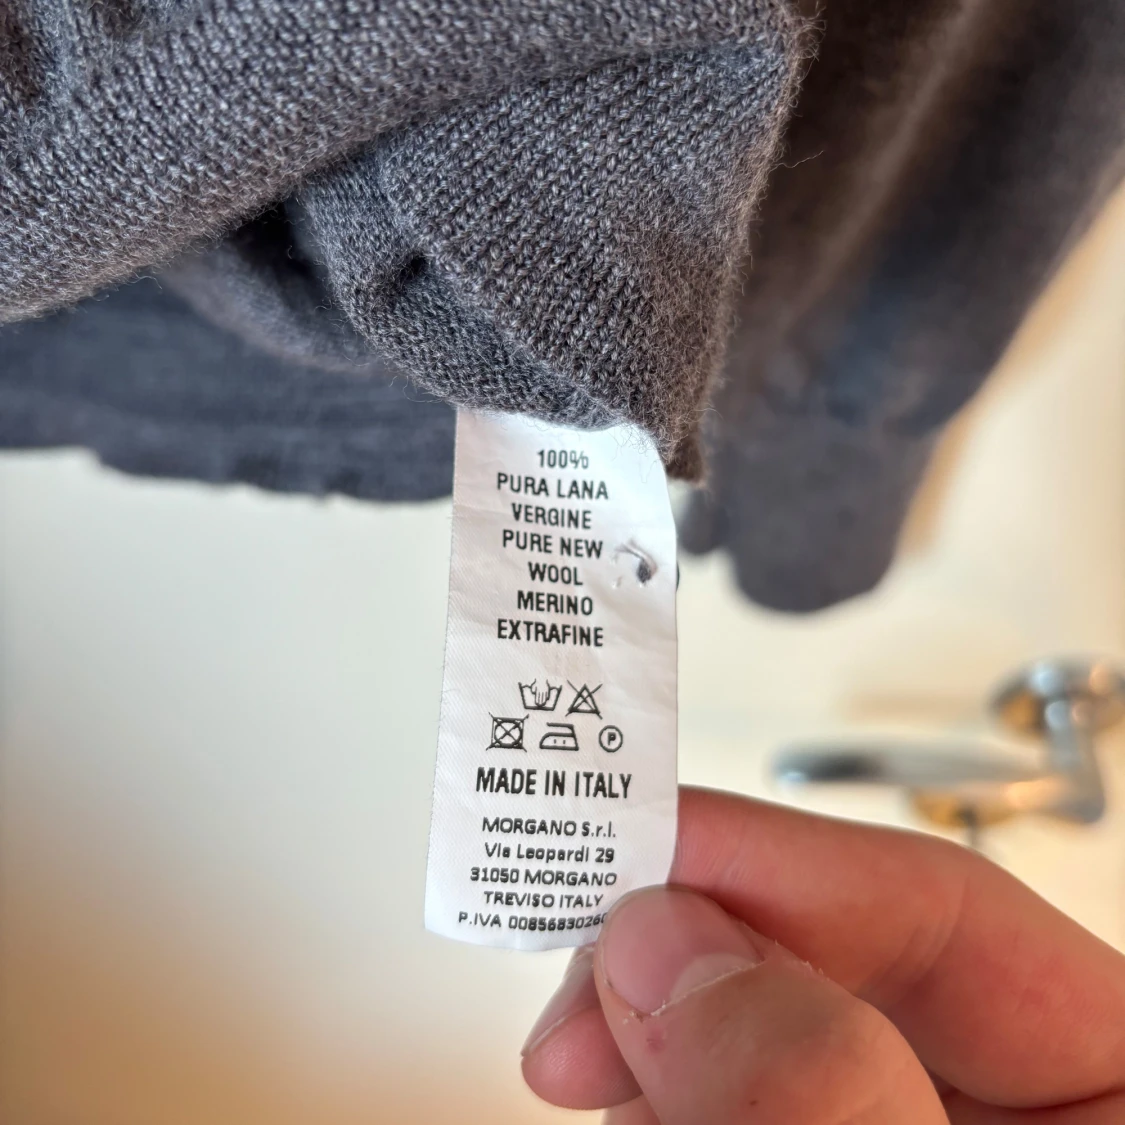 100%
PURA LANA
VERGINE
PURE NEW
WOOL
MERINO
EXTRAFINE
P
MADE IN ITALY
MORGANO S.r.l.
Via Leopardi 29
31050 MORGANO
TREVISO ITALY
P.IVA